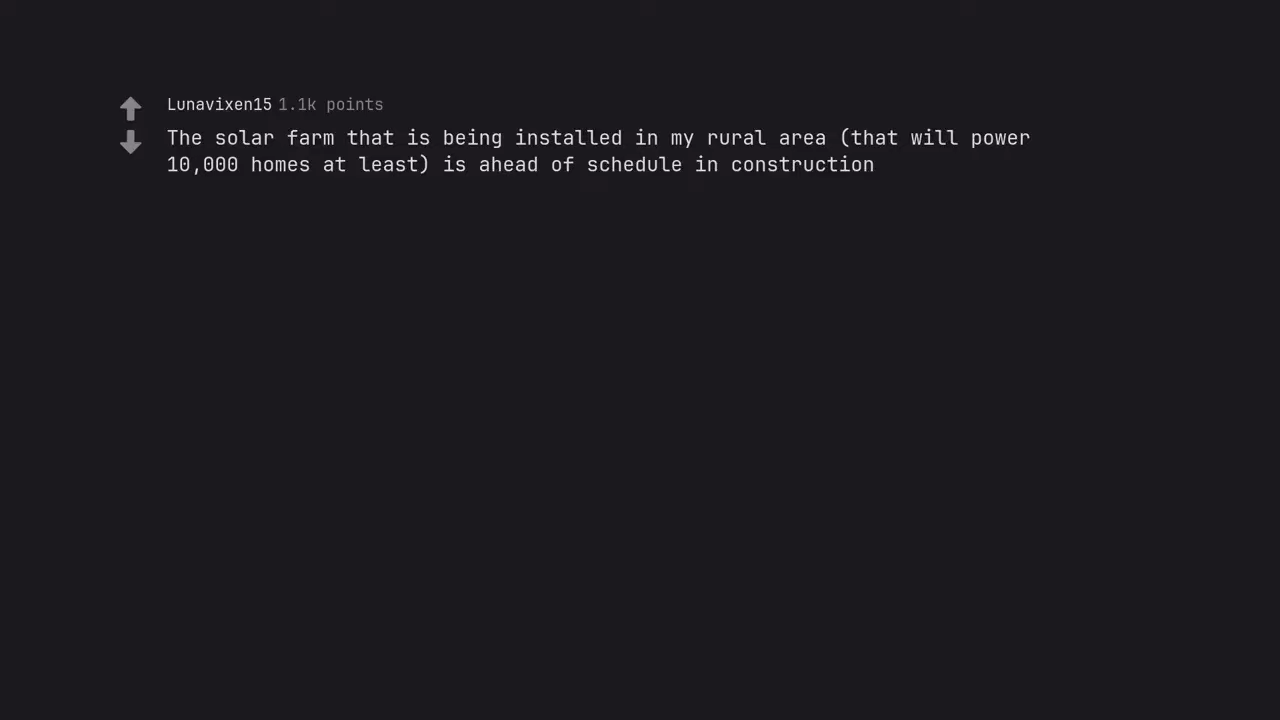 Lunavixen15 1.1k points
The solar farm that is being installed in my rural area (that will power
10,000 homes at least) is ahead of schedule in construction